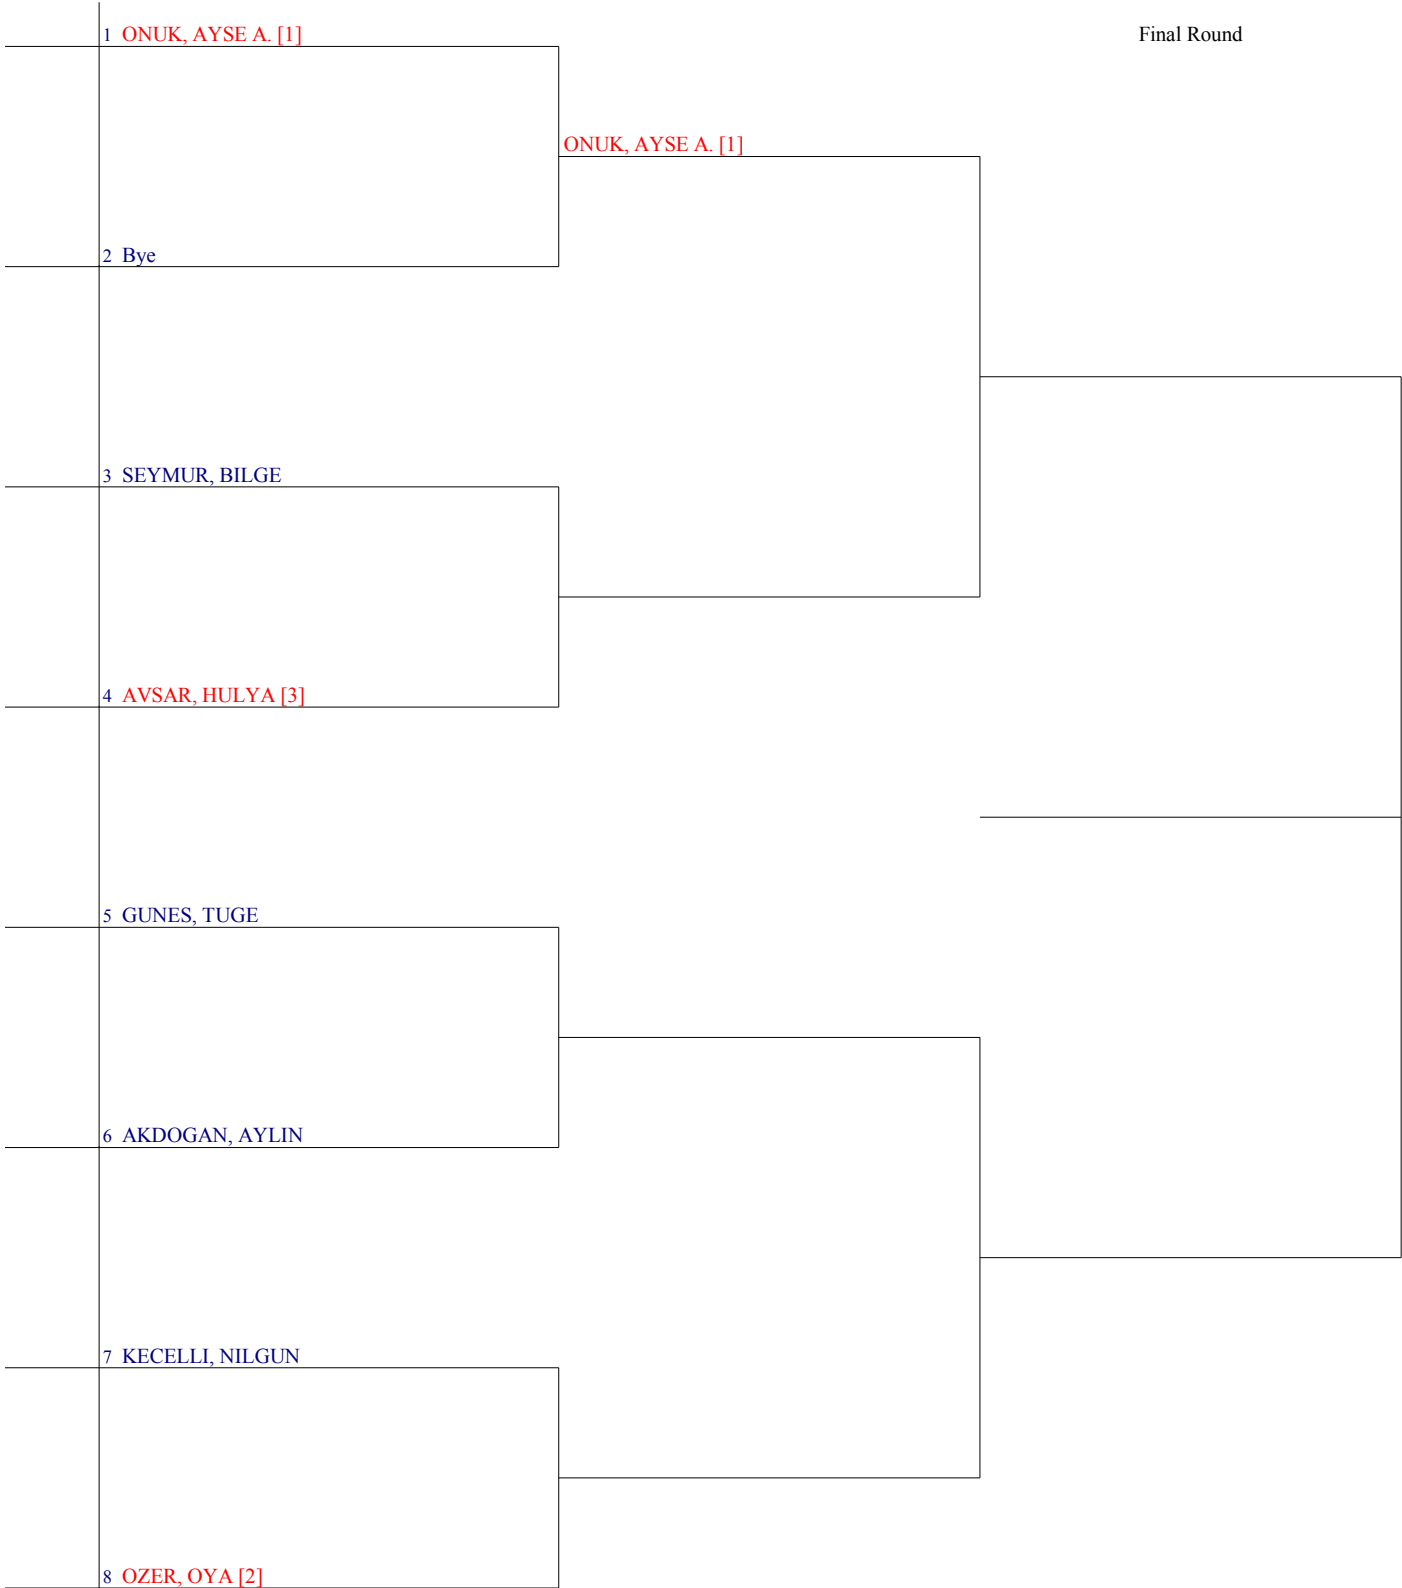 1 ONUK, AYSE A. [1]
Final Round
ONUK, AYSE A. [1]
2 Bye
3 SEYMUR, BILGE
4 AVSAR, HULYA [3]
5 GUNES, TUGE
6 AKDOGAN, AYLIN
7 KECELLI, NILGUN
8 OZER, OYA [2]